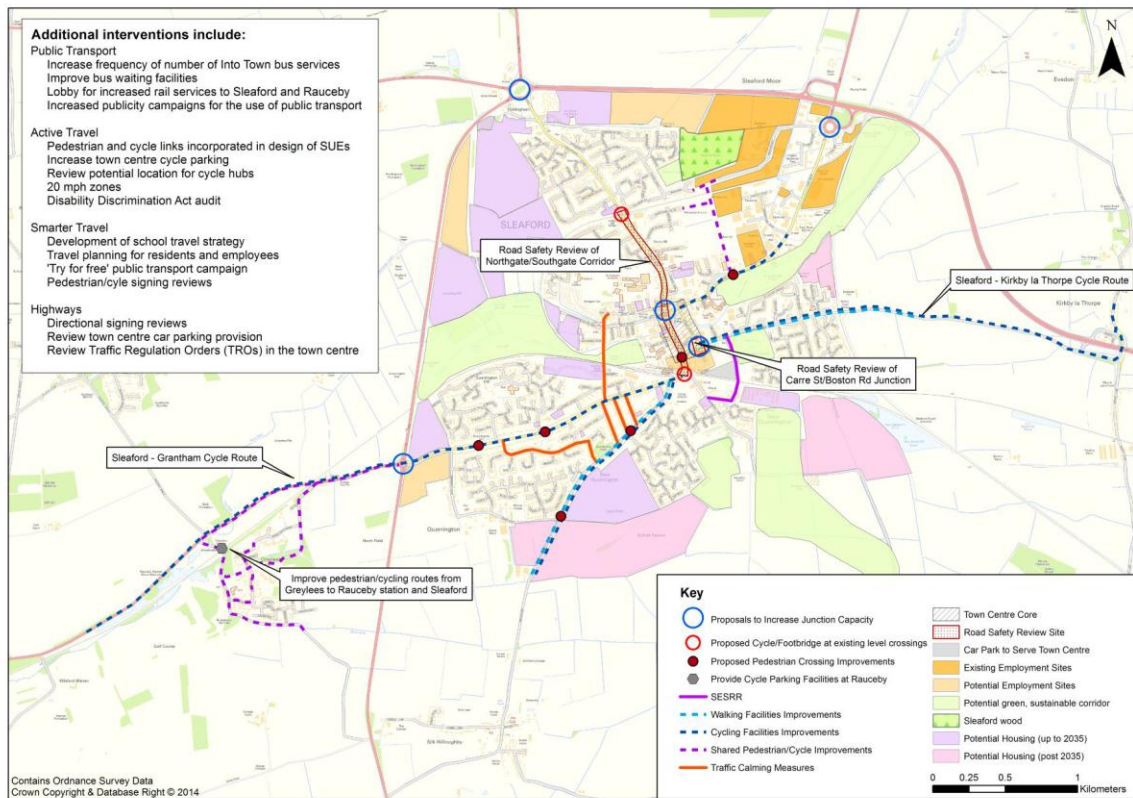 Additional interventions include:
Public Transport
Increase frequency of number of Into Town bus services
Improve bus waiting facilities
Lobby for increased rail services to Sleaford and Rauceby
Increased publicity campaigns for the use of public transport
Active Travel
Pedestrian and cycle links incorporated in design of SUEs
Increase town centre cycle parking
Review potential location for cycle hubs
20 mph zones
Disability Discrimination Act audit
Smarter Travel
Development of school travel strategy
Travel planning for residents and employees
'Try for free' public transport campaign
Pedestrian/cyle signing reviews
Highways
Directional signing reviews
Review town centre car parking provision
Review Traffic Regulation Orders (TROs) in the town centre
N
Sleaford Moor
Evedon
SLEAFORD
Road Safety Review of
Northgate/Southgate Corridor
Sleaford - Kirkby la Thorpe Cycle Route
Kirkby la Thorpe
Road Safety Review of
Carre St/Boston Rd Junction
Sleaford - Grantham Cycle Route
Quarrington
Improve pedestrian/cycling routes from
Greylees to Rauceby station and Sleaford
Key
Proposals to Increase Junction Capacity
Proposed Cycle/Footbridge at existing level crossings
Proposed Pedestrian Crossing Improvements
Provide Cycle Parking Facilities at Rauceby
SESRR
Walking Facilities Improvements
Cycling Facilities Improvements
Shared Pedestrian/Cycle Improvements
Traffic Calming Measures
Town Centre Core
Road Safety Review Site
Car Park to Serve Town Centre
Existing Employment Sites
Potential Employment Sites
Potential green, sustainable corridor
Sleaford wood
Potential Housing (up to 2035)
Potential Housing (post 2035)
0 0.25 0.5 1
Kilometers
Contains Ordnance Survey Data
Crown Copyright & Database Right © 2014